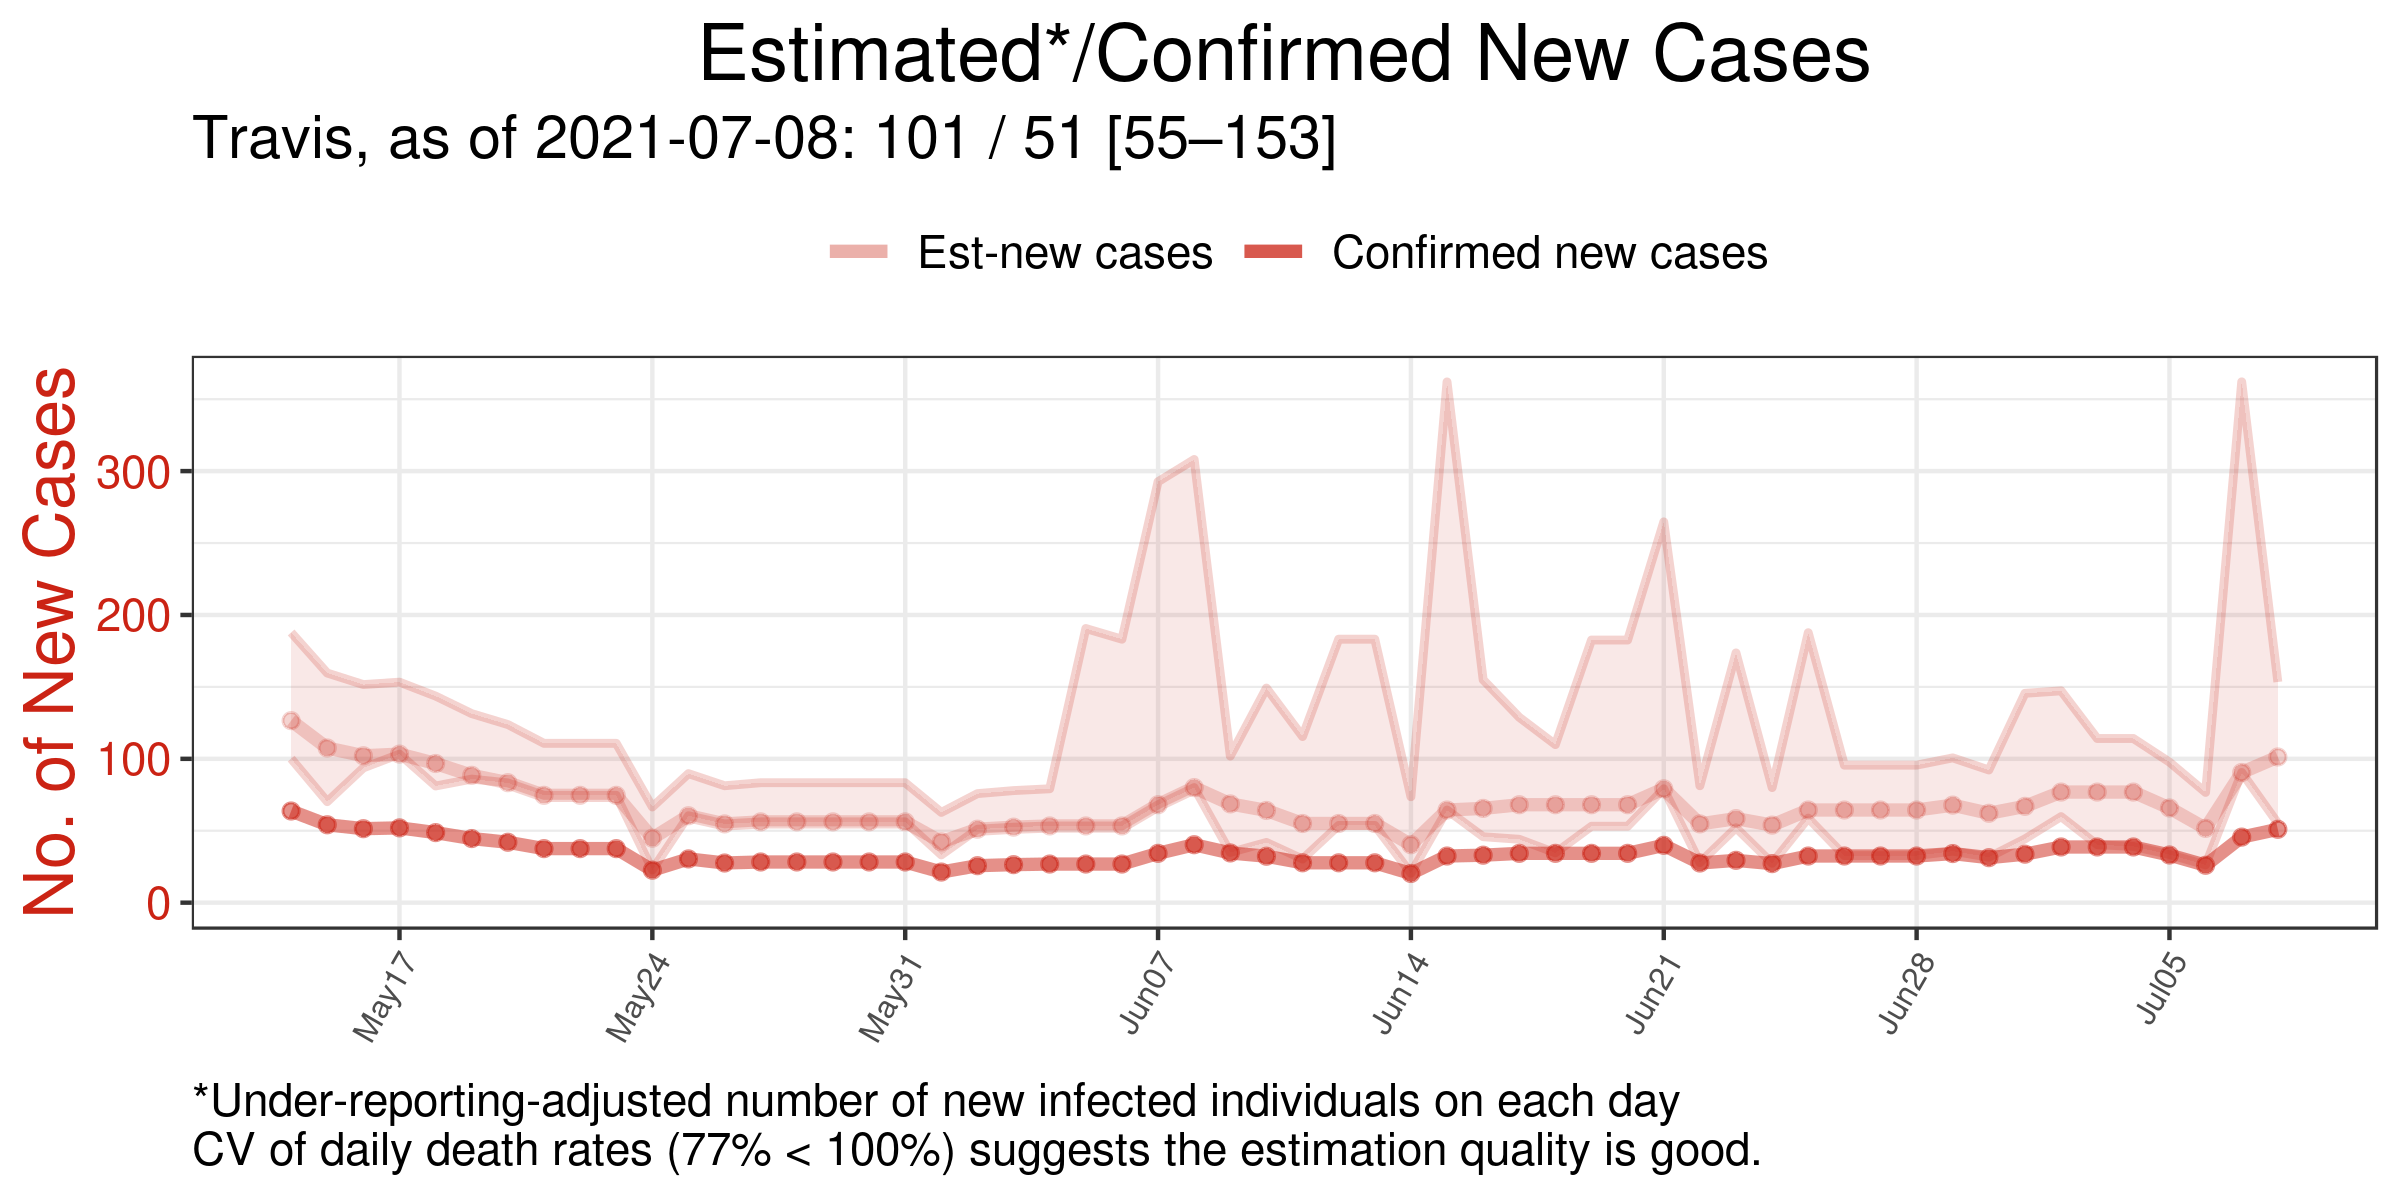 Estimated*/Confirmed New Cases
Travis, as of 2021-07-08: 101 / 51 [55–153]
Est-new cases
Confirmed new cases
No. of New Cases
300
200
100
0
May17
May24
May31
Jun07
Jun14
Jun21
Jun28
Jul05
*Under-reporting-adjusted number of new infected individuals on each day
CV of daily death rates (77% < 100%) suggests the estimation quality is good.